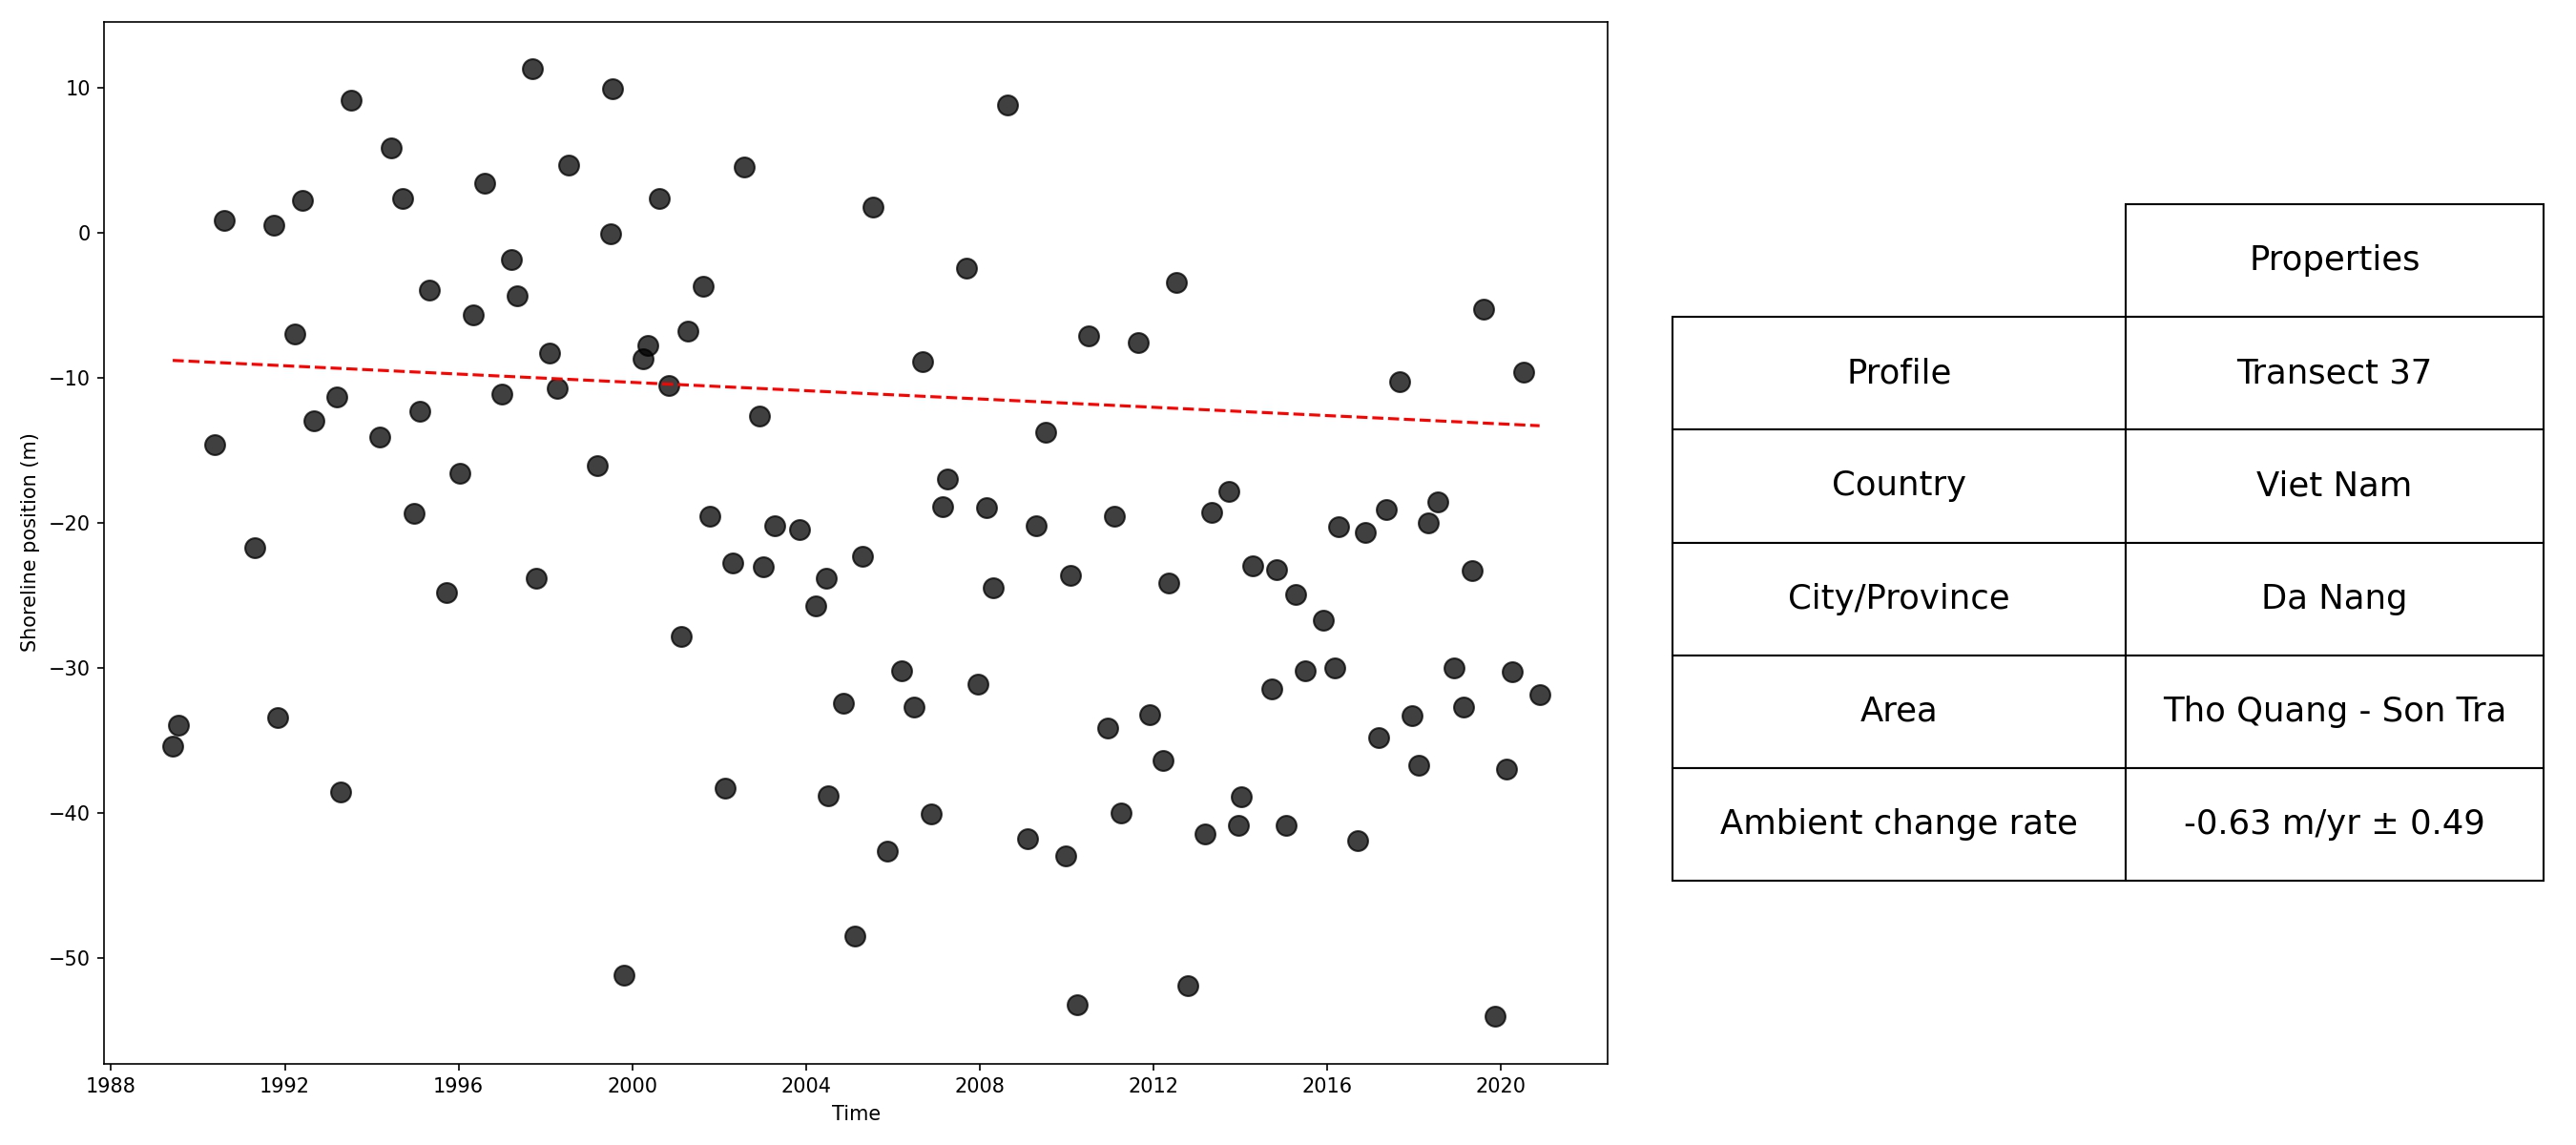 10
0
−10
−20
−30
−40
−50
Shoreline position (m)
1988 1992 1996 2000 2004 2008 2012 2016 2020
Time
Properties
Profile Transect 37
Country Viet Nam
City/Province Da Nang
Area Tho Quang - Son Tra
Ambient change rate -0.63 m/yr ± 0.49